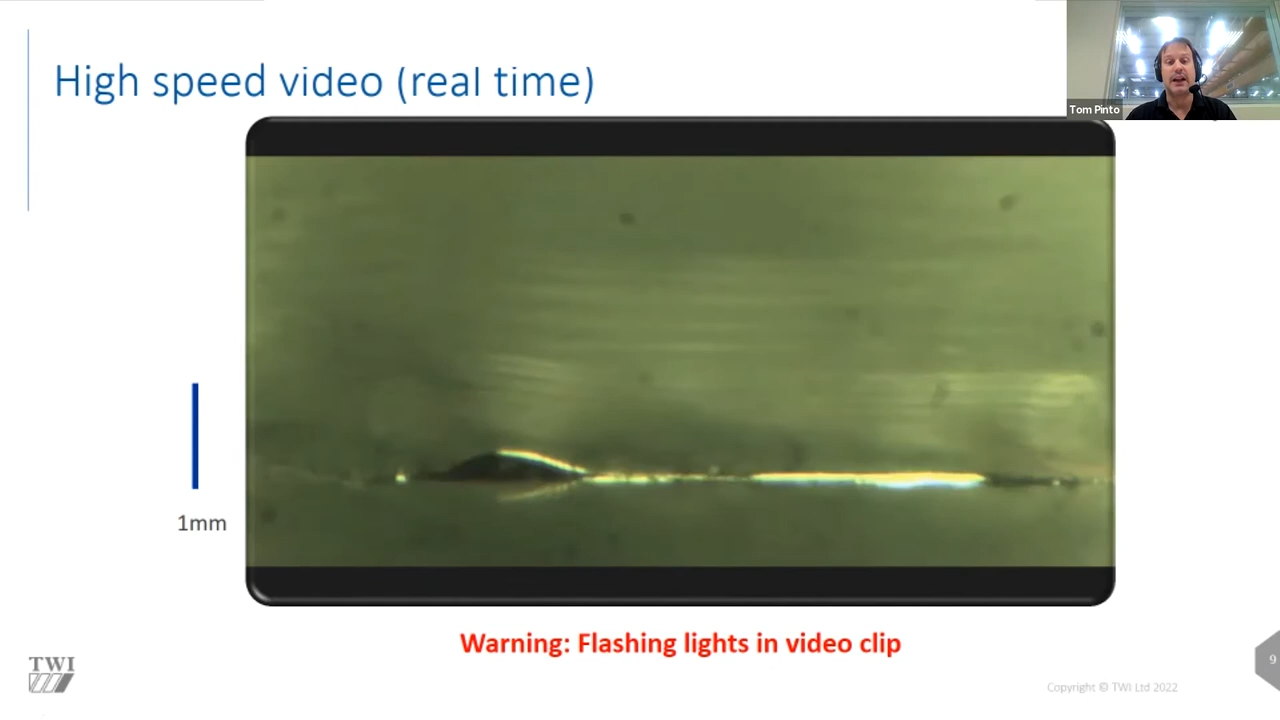 High speed video (real time)
Tom Pinto
1mm
Warning: Flashing lights in video clip
TWI
Copyright © TWI Ltd 2022
9